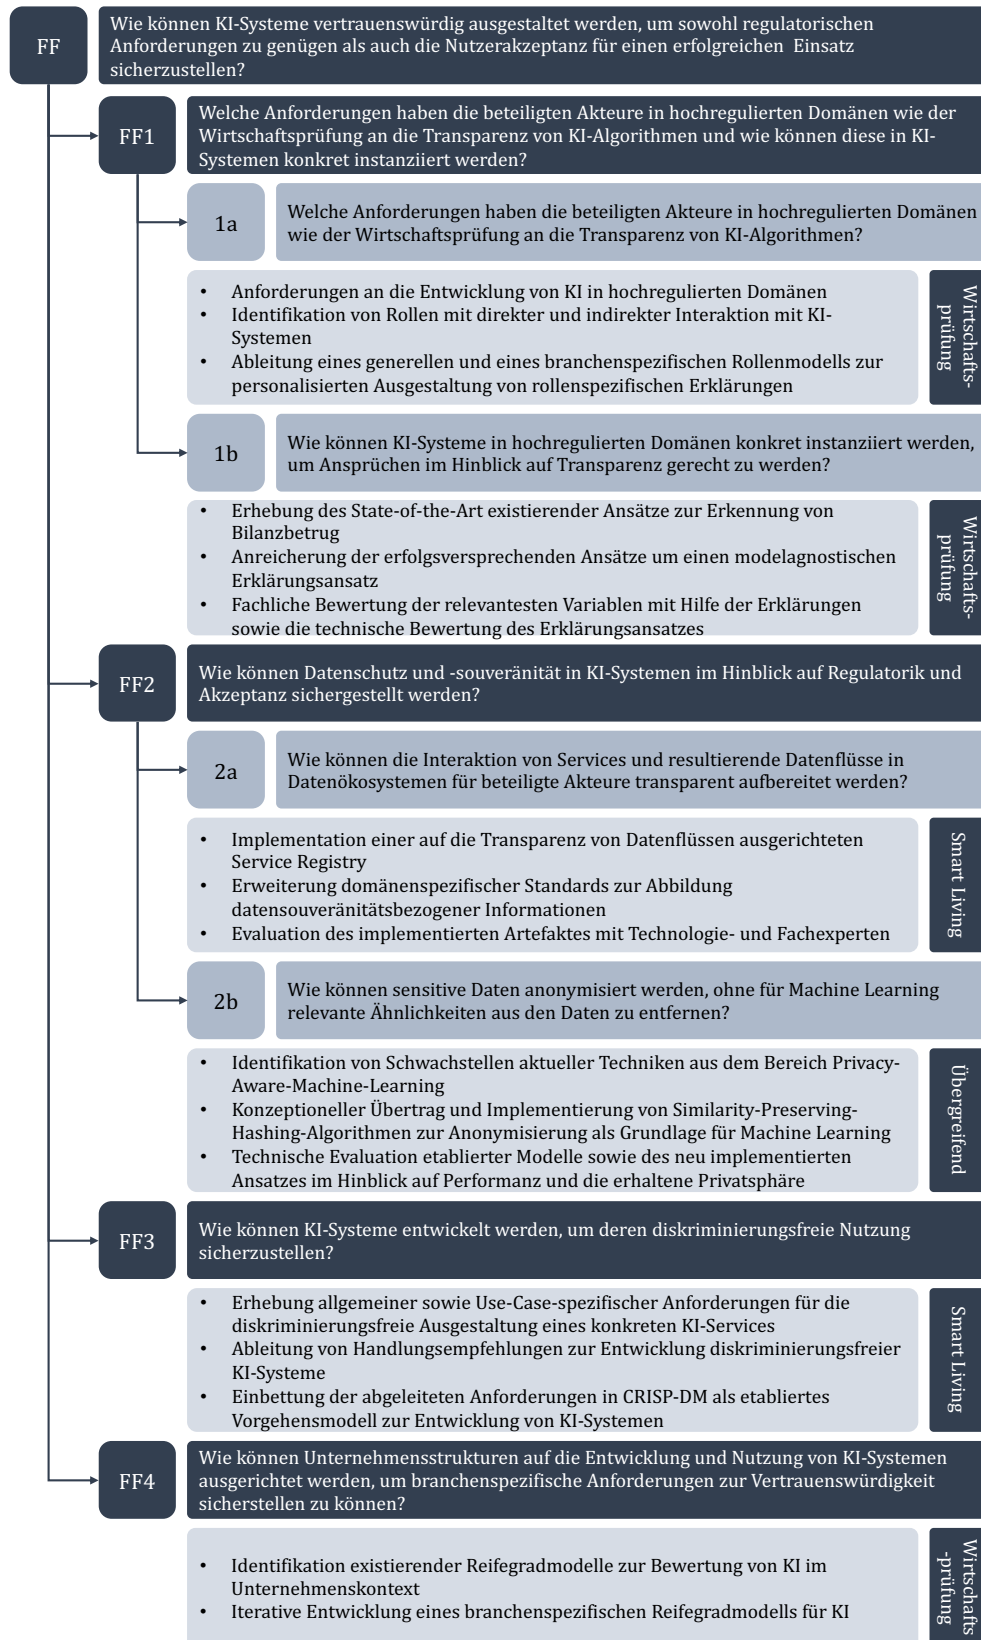 FF
Wie können KI-Systeme vertrauenswürdig ausgestaltet werden, um sowohl regulatorischen
Anforderungen zu genügen als auch die Nutzerakzeptanz für einen erfolgreichen Einsatz
sicherzustellen?
FF1
Welche Anforderungen haben die beteiligten Akteure in hochregulierten Domänen wie der
Wirtschaftsprüfung an die Transparenz von KI-Algorithmen und wie können diese in KI-
Systemen konkret instanziiert werden?
1a
Welche Anforderungen haben die beteiligten Akteure in hochregulierten Domänen
wie der Wirtschaftsprüfung an die Transparenz von KI-Algorithmen?
• Anforderungen an die Entwicklung von KI in hochregulierten Domänen
• Identifikation von Rollen mit direkter und indirekter Interaktion mit KI-
Systemen
• Ableitung eines generellen und eines branchenspezifischen Rollenmodells zur
personalisierten Ausgestaltung von rollenspezifischen Erklärungen
Wirtschafts-
prüfung
1b
Wie können KI-Systeme in hochregulierten Domänen konkret instanziiert werden,
um Ansprüchen im Hinblick auf Transparenz gerecht zu werden?
• Erhebung des State-of-the-Art existierender Ansätze zur Erkennung von
Bilanzbetrug
• Anreicherung der erfolgsversprechenden Ansätze um einen modelagnostischen
Erklärungsansatz
• Fachliche Bewertung der relevantesten Variablen mit Hilfe der Erklärungen
sowie die technische Bewertung des Erklärungsansatzes
Wirtschafts-
prüfung
FF2
Wie können Datenschutz und -souveränität in KI-Systemen im Hinblick auf Regulatorik und
Akzeptanz sichergestellt werden?
2a
Wie können die Interaktion von Services und resultierende Datenflüsse in
Datenökosystemen für beteiligte Akteure transparent aufbereitet werden?
• Implementation einer auf die Transparenz von Datenflüssen ausgerichteten
Service Registry
• Erweiterung domänenspezifischer Standards zur Abbildung
datensouveränitätsbezogener Informationen
• Evaluation des implementierten Artefaktes mit Technologie- und Fachexperten
Smart Living
2b
Wie können sensitive Daten anonymisiert werden, ohne für Machine Learning
relevante Ähnlichkeiten aus den Daten zu entfernen?
• Identifikation von Schwachstellen aktueller Techniken aus dem Bereich Privacy-
Aware-Machine-Learning
• Konzeptioneller Übertrag und Implementierung von Similarity-Preserving-
Hashing-Algorithmen zur Anonymisierung als Grundlage für Machine Learning
• Technische Evaluation etablierter Modelle sowie des neu implementierten
Ansatzes im Hinblick auf Performanz und die erhaltene Privatsphäre
Übergreifend
FF3
Wie können KI-Systeme entwickelt werden, um deren diskriminierungsfreie Nutzung
sicherzustellen?
• Erhebung allgemeiner sowie Use-Case-spezifischer Anforderungen für die
diskriminierungsfreie Ausgestaltung eines konkreten KI-Services
• Ableitung von Handlungsempfehlungen zur Entwicklung diskriminierungsfreier
KI-Systeme
• Einbettung der abgeleiteten Anforderungen in CRISP-DM als etabliertes
Vorgehensmodell zur Entwicklung von KI-Systemen
Smart Living
FF4
Wie können Unternehmensstrukturen auf die Entwicklung und Nutzung von KI-Systemen
ausgerichtet werden, um branchenspezifische Anforderungen zur Vertrauenswürdigkeit
sicherstellen zu können?
• Identifikation existierender Reifegradmodelle zur Bewertung von KI im
Unternehmenskontext
• Iterative Entwicklung eines branchenspezifischen Reifegradmodells für KI
Wirtschafts
-prüfung